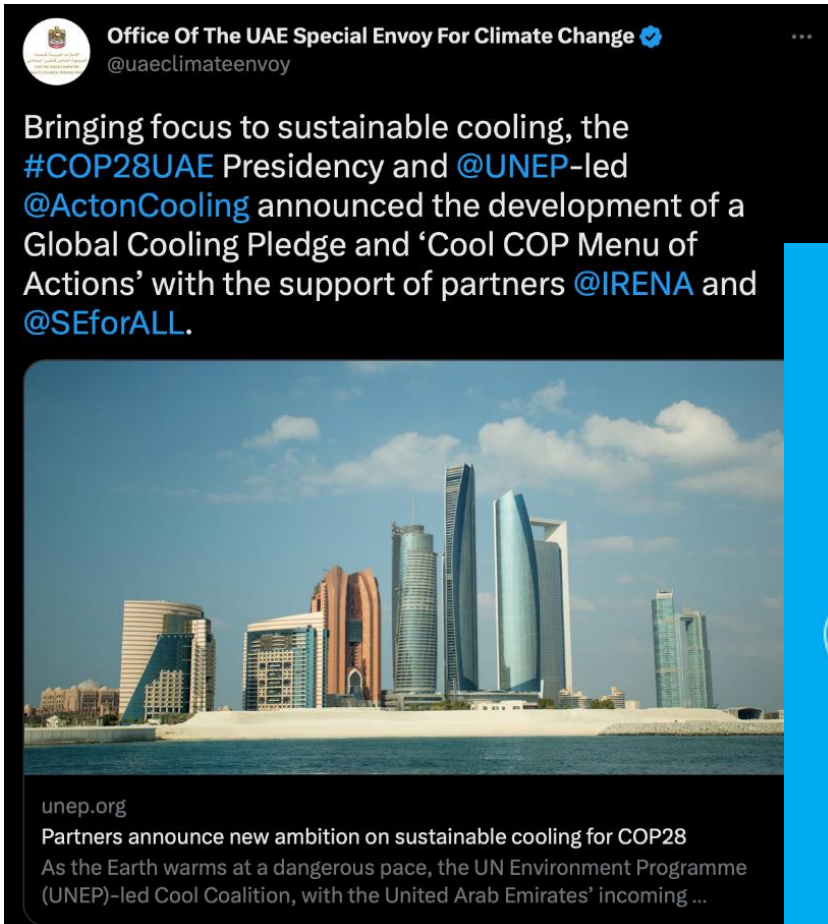 Office Of The UAE Special Envoy For Climate Change
@uaeclimateenvoy
Bringing focus to sustainable cooling, the
#COP28UAE Presidency and @UNEP-led
@ActonCooling announced the development of a
Global Cooling Pledge and ‘Cool COP Menu of
Actions’ with the support of partners @IRENA and
@SEforALL.
unep.org
Partners announce new ambition on sustainable cooling for COP28
As the Earth warms at a dangerous pace, the UN Environment Programme
(UNEP)-led Cool Coalition, with the United Arab Emirates’ incoming ...